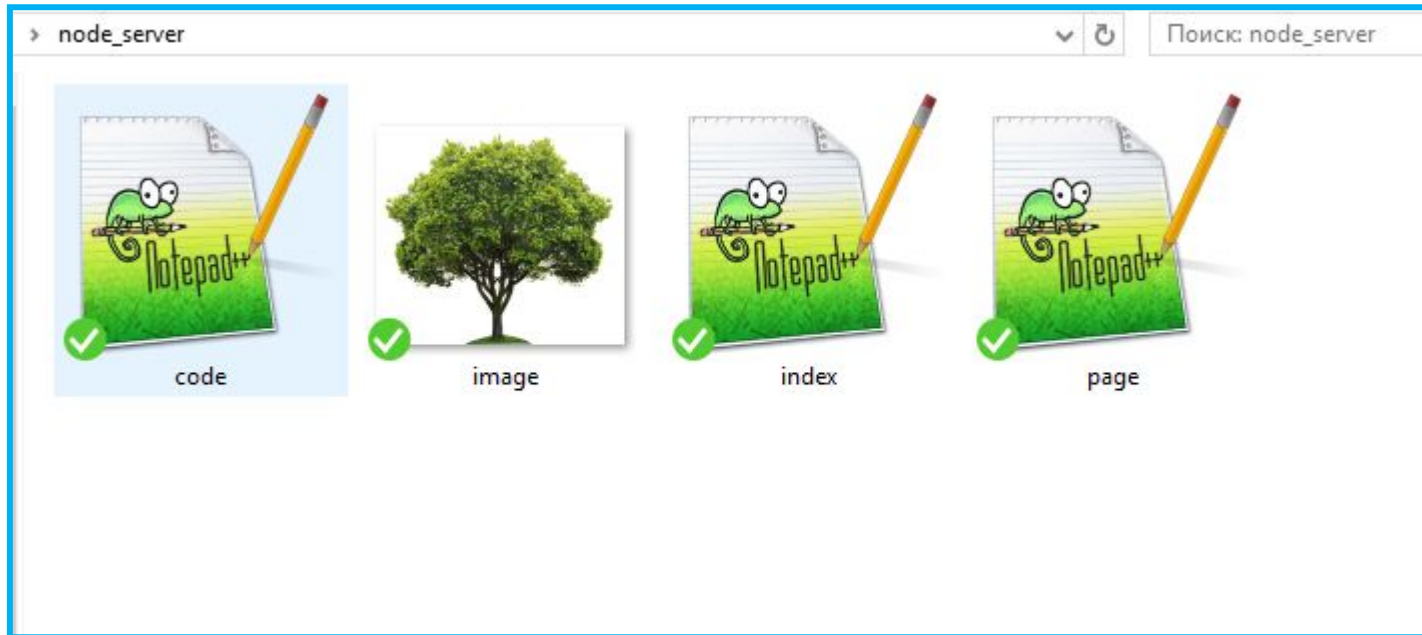 node_server
Поиск: node_server
Notepad++
Notepad++
Notepad++
code
image
index
page